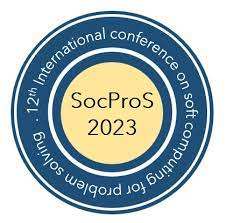 12th International conference on soft computing for problem solving .
SocProS
2023